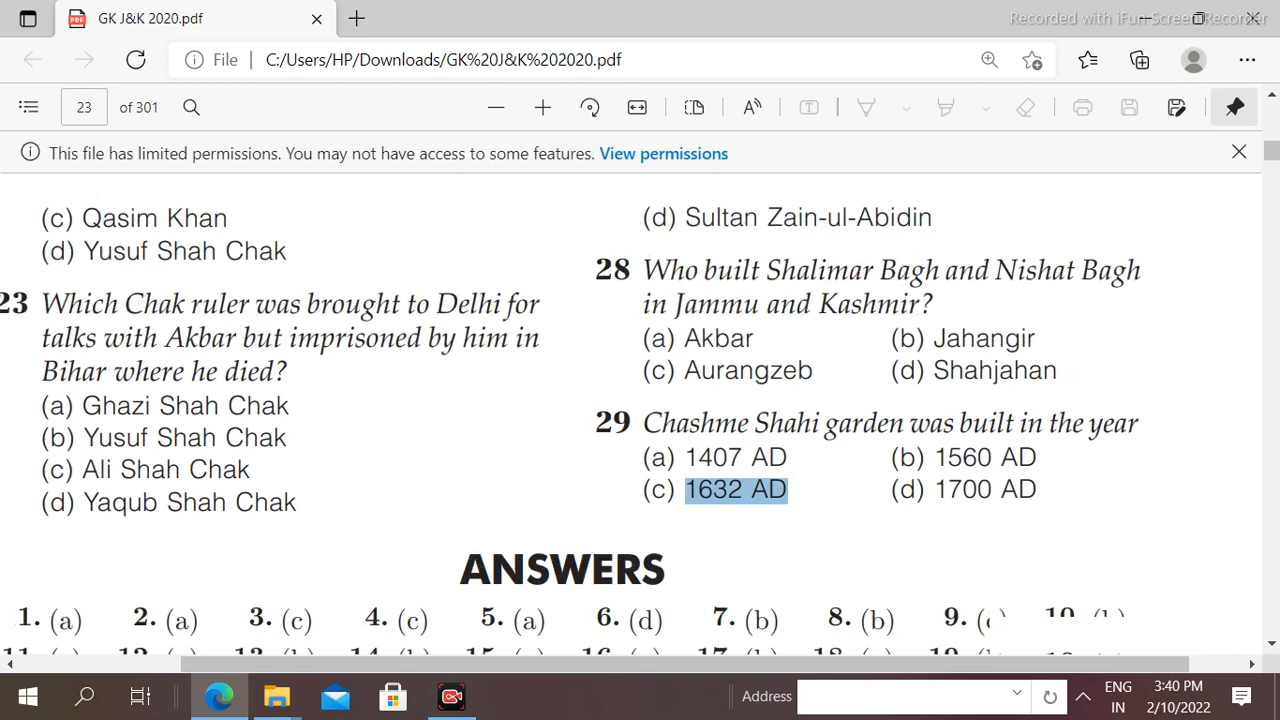 GK J&K 2020.pdf
Recorded with iFun Screen Recorder
File
C:/Users/HP/Downloads/GK%20J&K%202020.pdf
23 of 301
This file has limited permissions. You may not have access to some features. View permissions
(c) Qasim Khan
(d) Yusuf Shah Chak
23 Which Chak ruler was brought to Delhi for
talks with Akbar but imprisoned by him in
Bihar where he died?
(a) Ghazi Shah Chak
(b) Yusuf Shah Chak
(c) Ali Shah Chak
(d) Yaqub Shah Chak
(d) Sultan Zain-ul-Abidin
28 Who built Shalimar Bagh and Nishat Bagh
in Jammu and Kashmir?
(a) Akbar (b) Jahangir
(c) Aurangzeb (d) Shahjahan
29 Chashme Shahi garden was built in the year
(a) 1407 AD (b) 1560 AD
(c) 1632 AD (d) 1700 AD
ANSWERS
1. (a) 2. (a) 3. (c) 4. (c) 5. (a) 6. (d) 7. (b) 8. (b) 9.
Address
ENG
IN
3:40 PM
2/10/2022